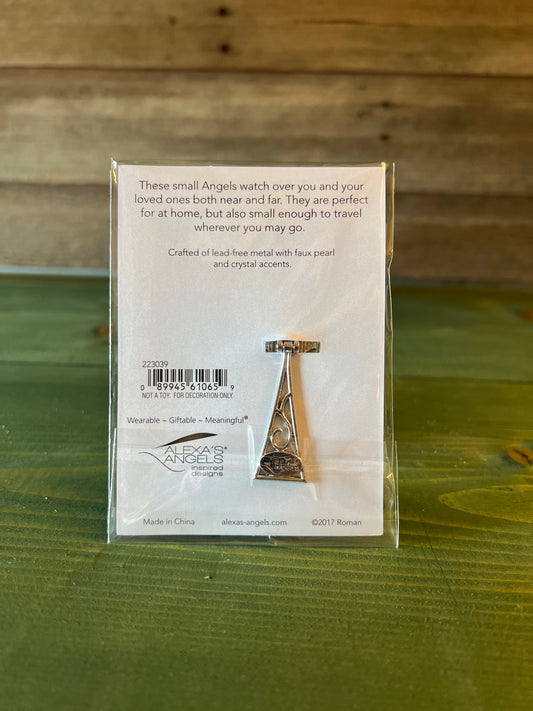 These small Angels watch over you and your
loved ones both near and far. They are perfect
for at home, but also small enough to travel
wherever you may go.
Crafted of lead-free metal with faux pearl
and crystal accents.
223039
0 89945 61065 9
NOT A TOY. FOR DECORATION ONLY.
Wearable ~ Giftable ~ Meaningful®
ALEXA'S®
ANGELS
inspired
designs
Made in China alexas-angels.com ©2017 Roman